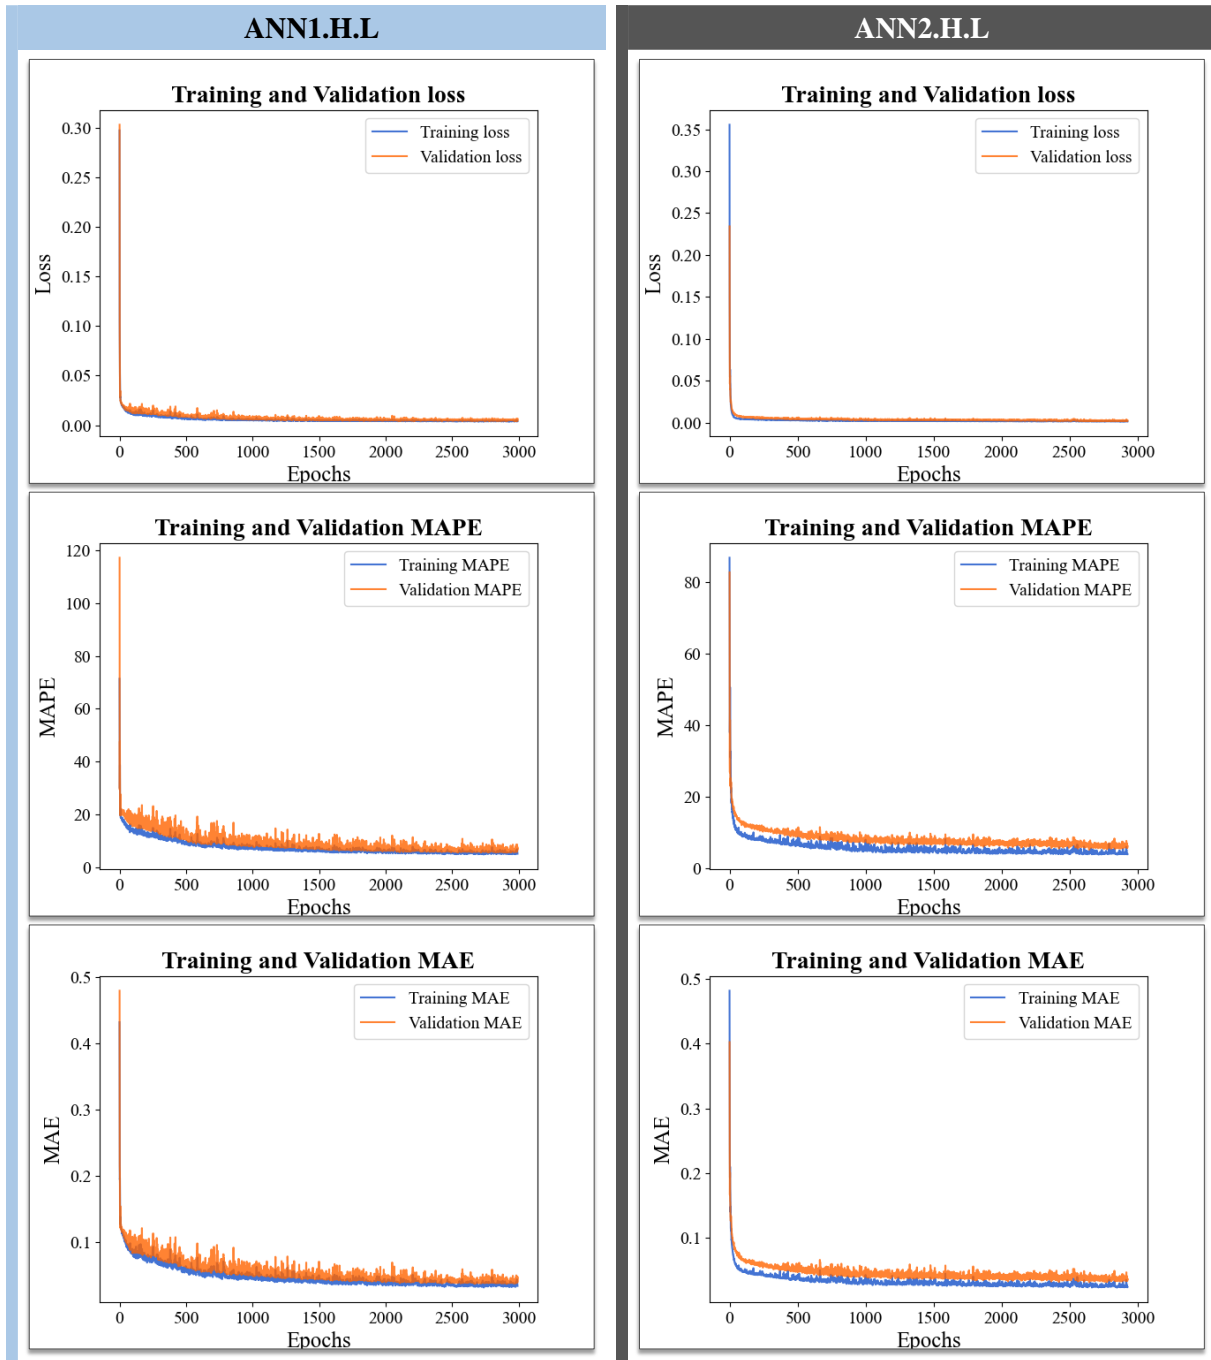 ANN1.H.L
Training and Validation loss
Training loss
Validation loss
0.30
0.25
0.20
0.15
0.10
0.05
0.00
Loss
0 500 1000 1500 2000 2500 3000
Epochs
Training and Validation MAPE
Training MAPE
Validation MAPE
120
100
80
60
40
20
0
MAPE
0 500 1000 1500 2000 2500 3000
Epochs
Training and Validation MAE
Training MAE
Validation MAE
0.5
0.4
0.3
0.2
0.1
MAE
0 500 1000 1500 2000 2500 3000
Epochs
ANN2.H.L
Training and Validation loss
Training loss
Validation loss
0.35
0.30
0.25
0.20
0.15
0.10
0.05
0.00
Loss
0 500 1000 1500 2000 2500 3000
Epochs
Training and Validation MAPE
Training MAPE
Validation MAPE
80
60
40
20
0
MAPE
0 500 1000 1500 2000 2500 3000
Epochs
Training and Validation MAE
Training MAE
Validation MAE
0.5
0.4
0.3
0.2
0.1
MAE
0 500 1000 1500 2000 2500 3000
Epochs